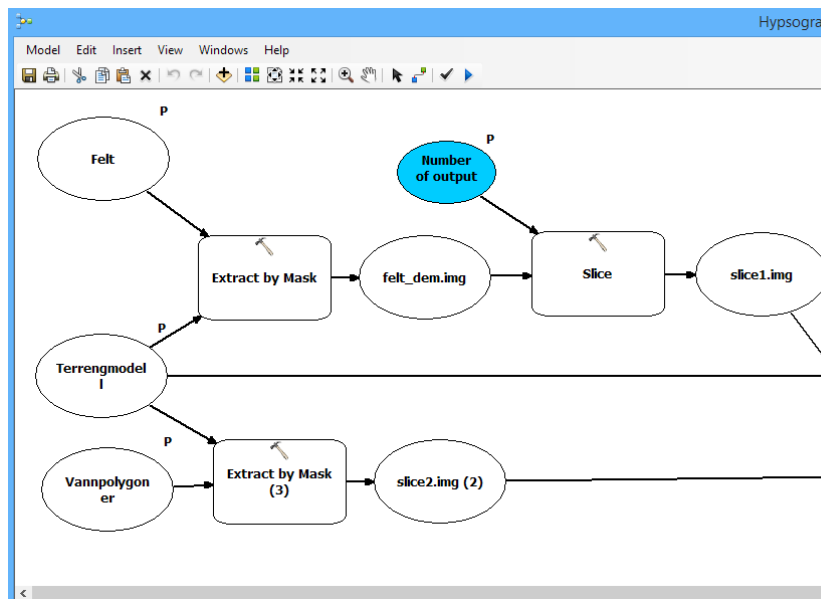 Hypsogra
Model Edit Insert View Windows Help
P
Felt
P
Number
of output
Extract by Mask
felt_dem.img
Slice
slice1.img
P
Terrengmodel
l
P
Vannpolygon
er
Extract by Mask
(3)
slice2.img (2)